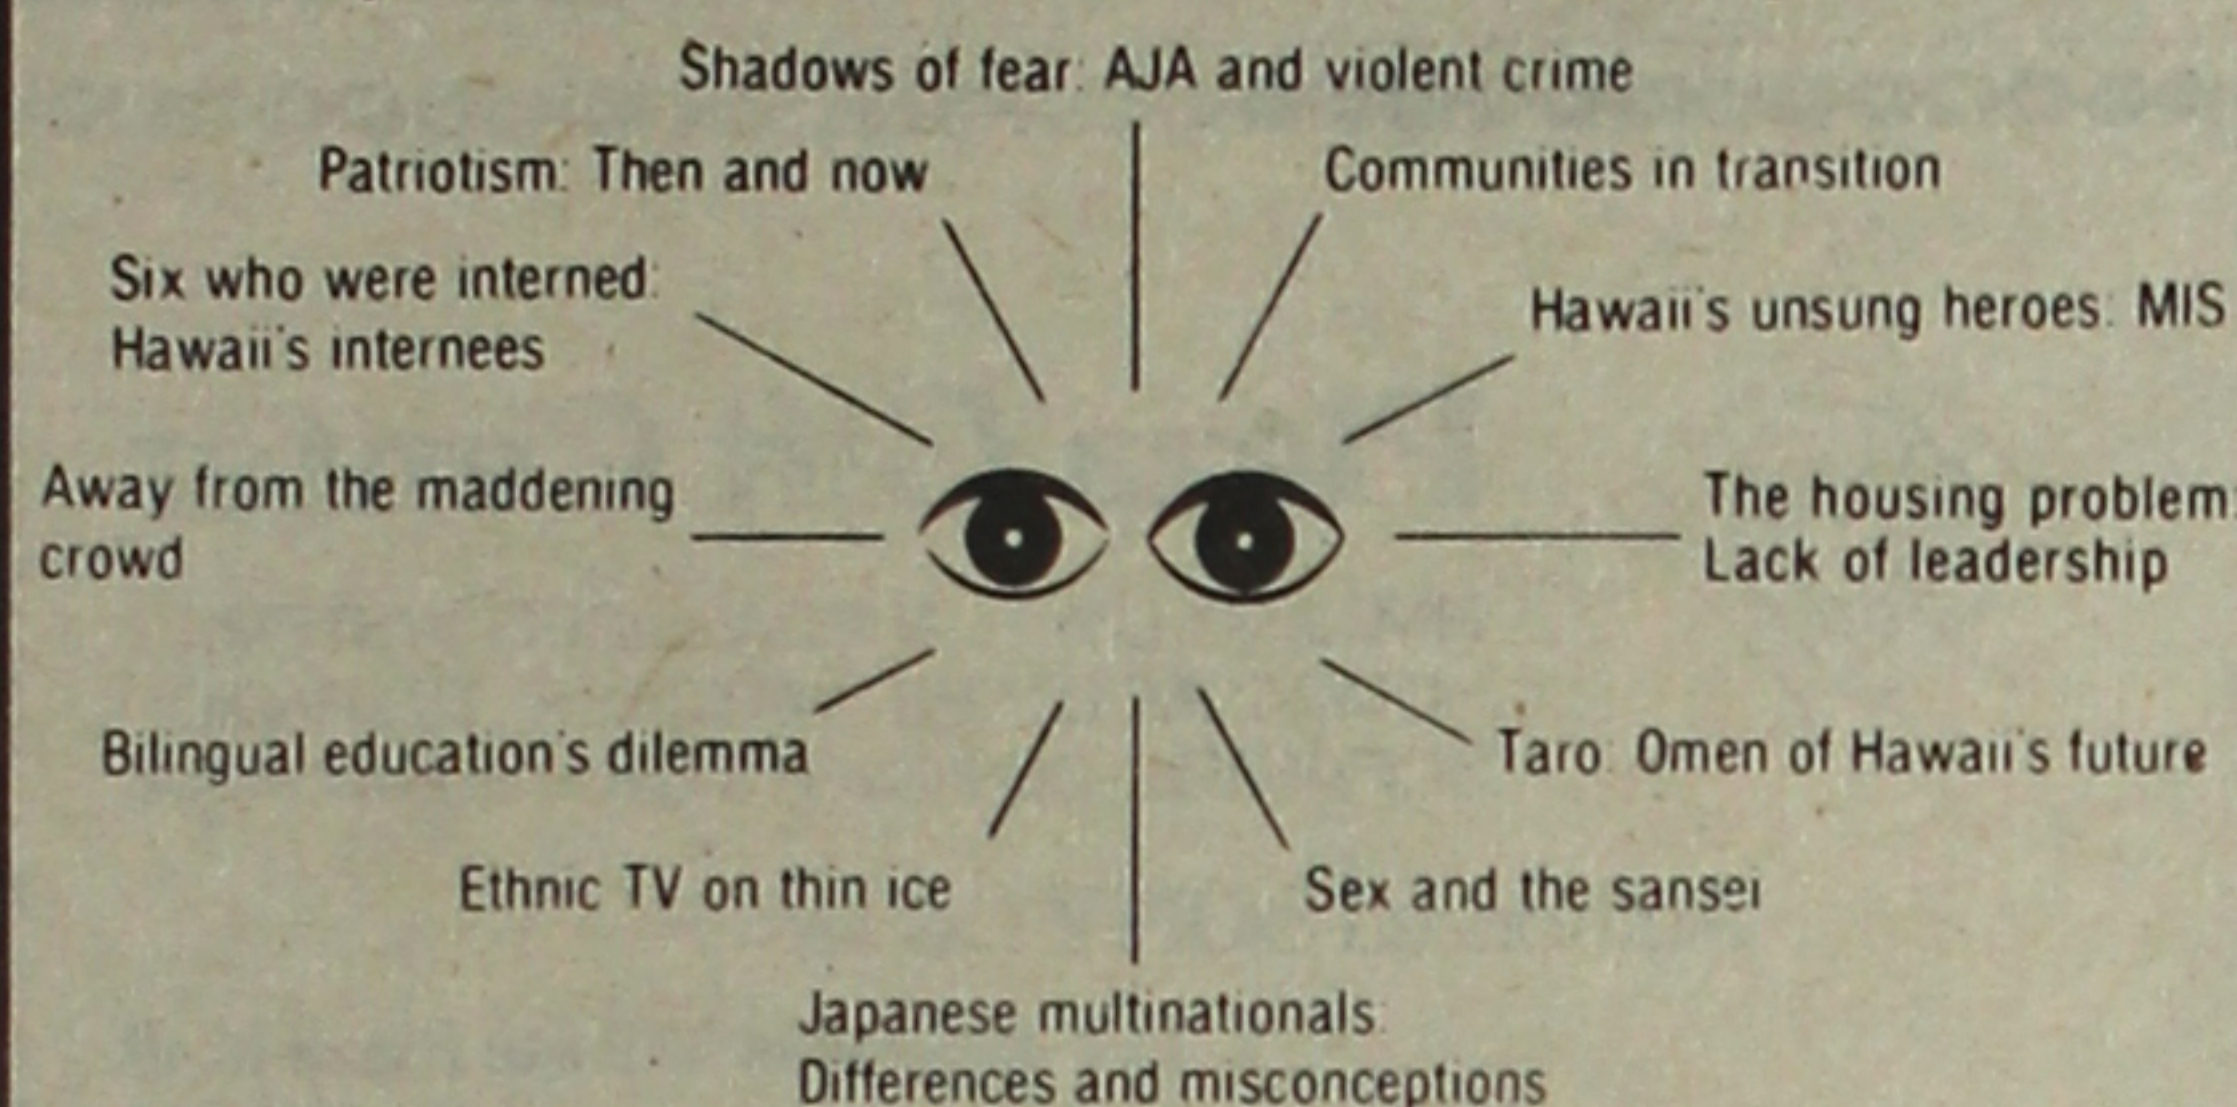 Shadows of fear: AJA and violent crime
Patriotism: Then and now
Communities in transition
Six who were interned:
Hawaii's internees
Hawaii's unsung heroes: MIS
Away from the maddening
crowd
The housing problem:
Lack of leadership
Bilingual education's dilemma
Taro: Omen of Hawaii's future
Ethnic TV on thin ice
Sex and the sansei
Japanese multinationals:
Differences and misconceptions